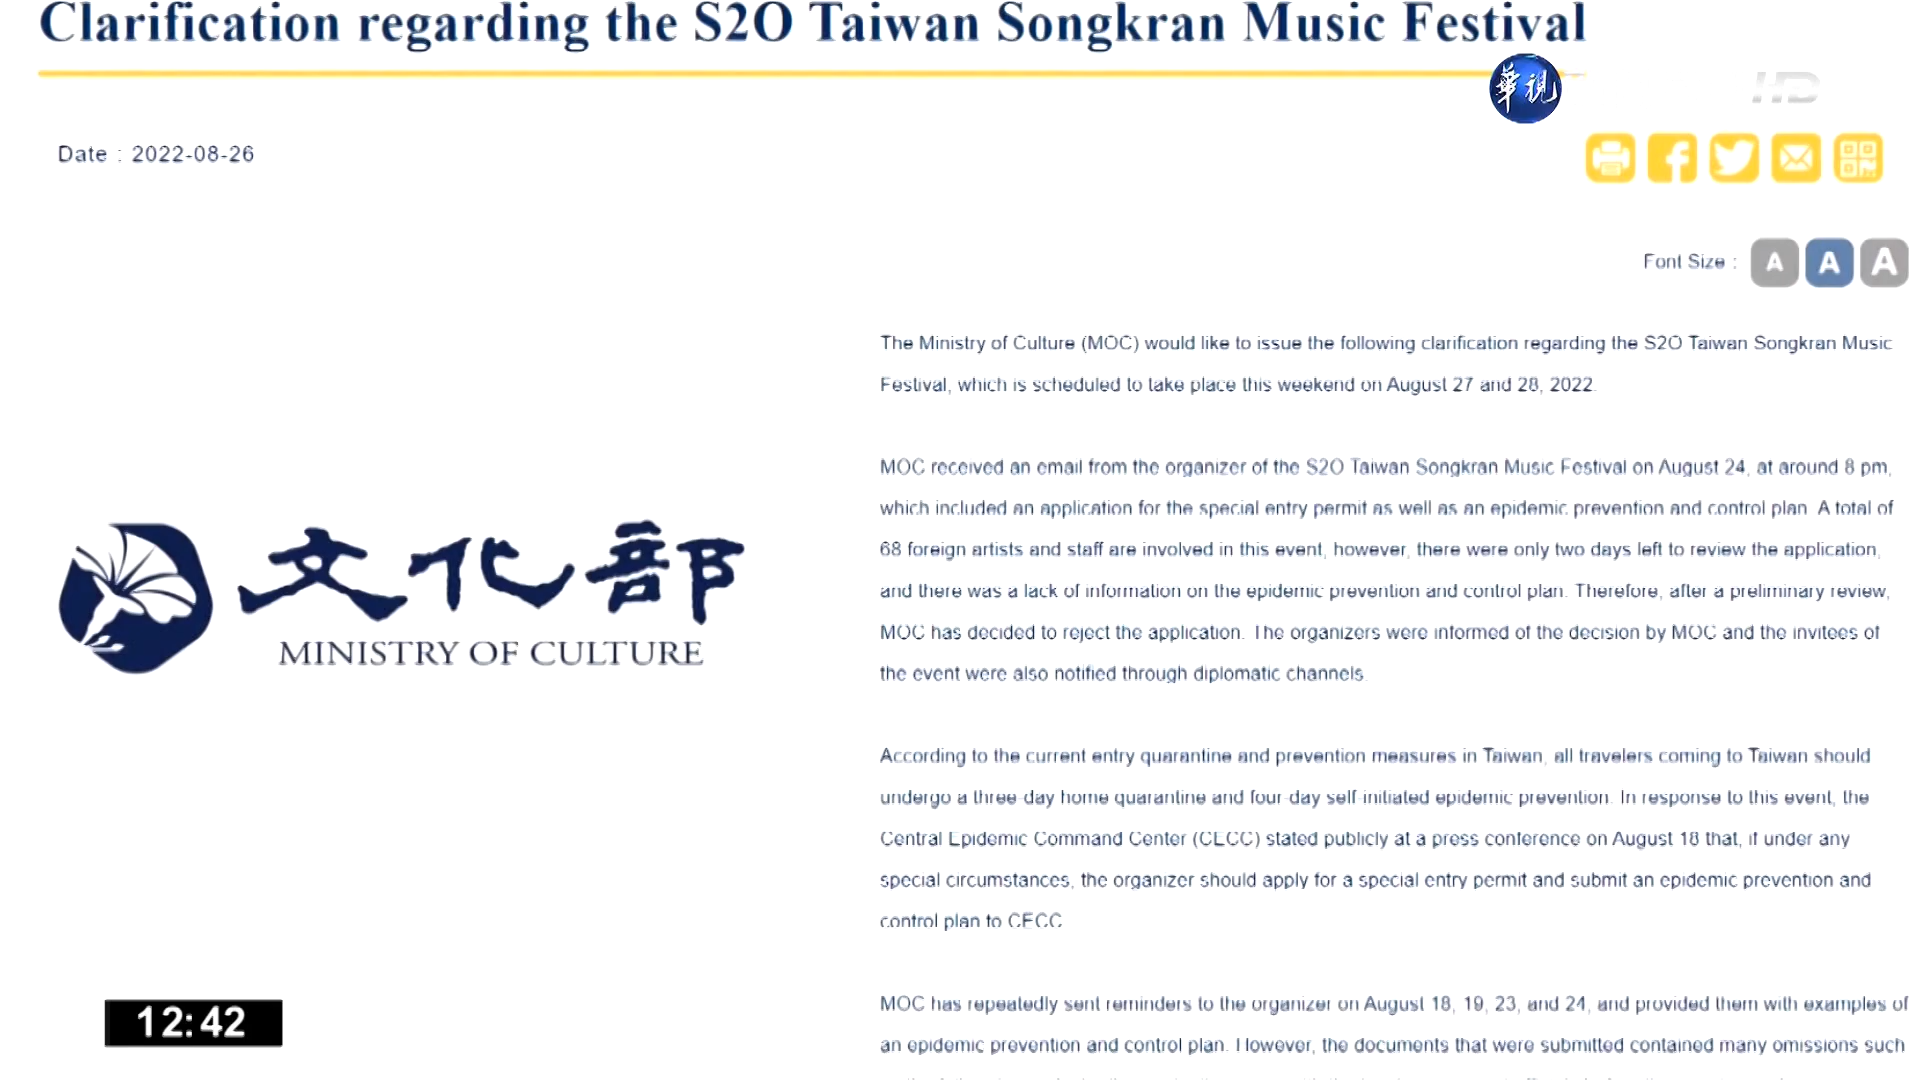 Clarification regarding the S2O Taiwan Songkran Music Festival
華視
HD
Date : 2022-08-26
Font Size : A A A
The Ministry of Culture (MOC) would like to issue the following clarification regarding the S2O Taiwan Songkran Music
Festival, which is scheduled to take place this weekend on August 27 and 28, 2022.
MOC received an email from the organizer of the S2O Taiwan Songkran Music Festival on August 24, at around 8 pm,
which included an application for the special entry permit as well as an epidemic prevention and control plan. A total of
68 foreign artists and staff are involved in this event, however, there were only two days left to review the application,
and there was a lack of information on the epidemic prevention and control plan. Therefore, after a preliminary review,
MOC has decided to reject the application. The organizers were informed of the decision by MOC and the invitees of
the event were also notified through diplomatic channels.
文化部
MINISTRY OF CULTURE
According to the current entry quarantine and prevention measures in Taiwan, all travelers coming to Taiwan should
undergo a three-day home quarantine and four-day self-initiated epidemic prevention. In response to this event, the
Central Epidemic Command Center (CECC) stated publicly at a press conference on August 18 that, if under any
special circumstances, the organizer should apply for a special entry permit and submit an epidemic prevention and
control plan to CECC.
MOC has repeatedly sent reminders to the organizer on August 18, 19, 23, and 24, and provided them with examples of
an epidemic prevention and control plan. However, the documents that were submitted contained many omissions such
12:42